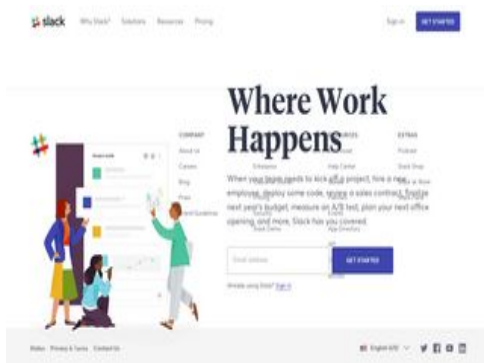 slack
Why Slack? Solutions Resources Pricing
Sign in GET STARTED
Where Work
Happens
COMPANY
EXTRAS
About Us
Podcast
Careers
Help Center
Slack Shop
Blog
When your team needs to kick off a project, hire a new
employee, deploy some code, review a sales contract, finalize
next year's budget, measure an A/B test, plan your next office
opening, and more, Slack has you covered.
Brand Guidelines
Events
Slack Demo
App Directory
Email address
GET STARTED
Already using Slack? Sign in
Status Privacy & Terms Contact Us
English (US)